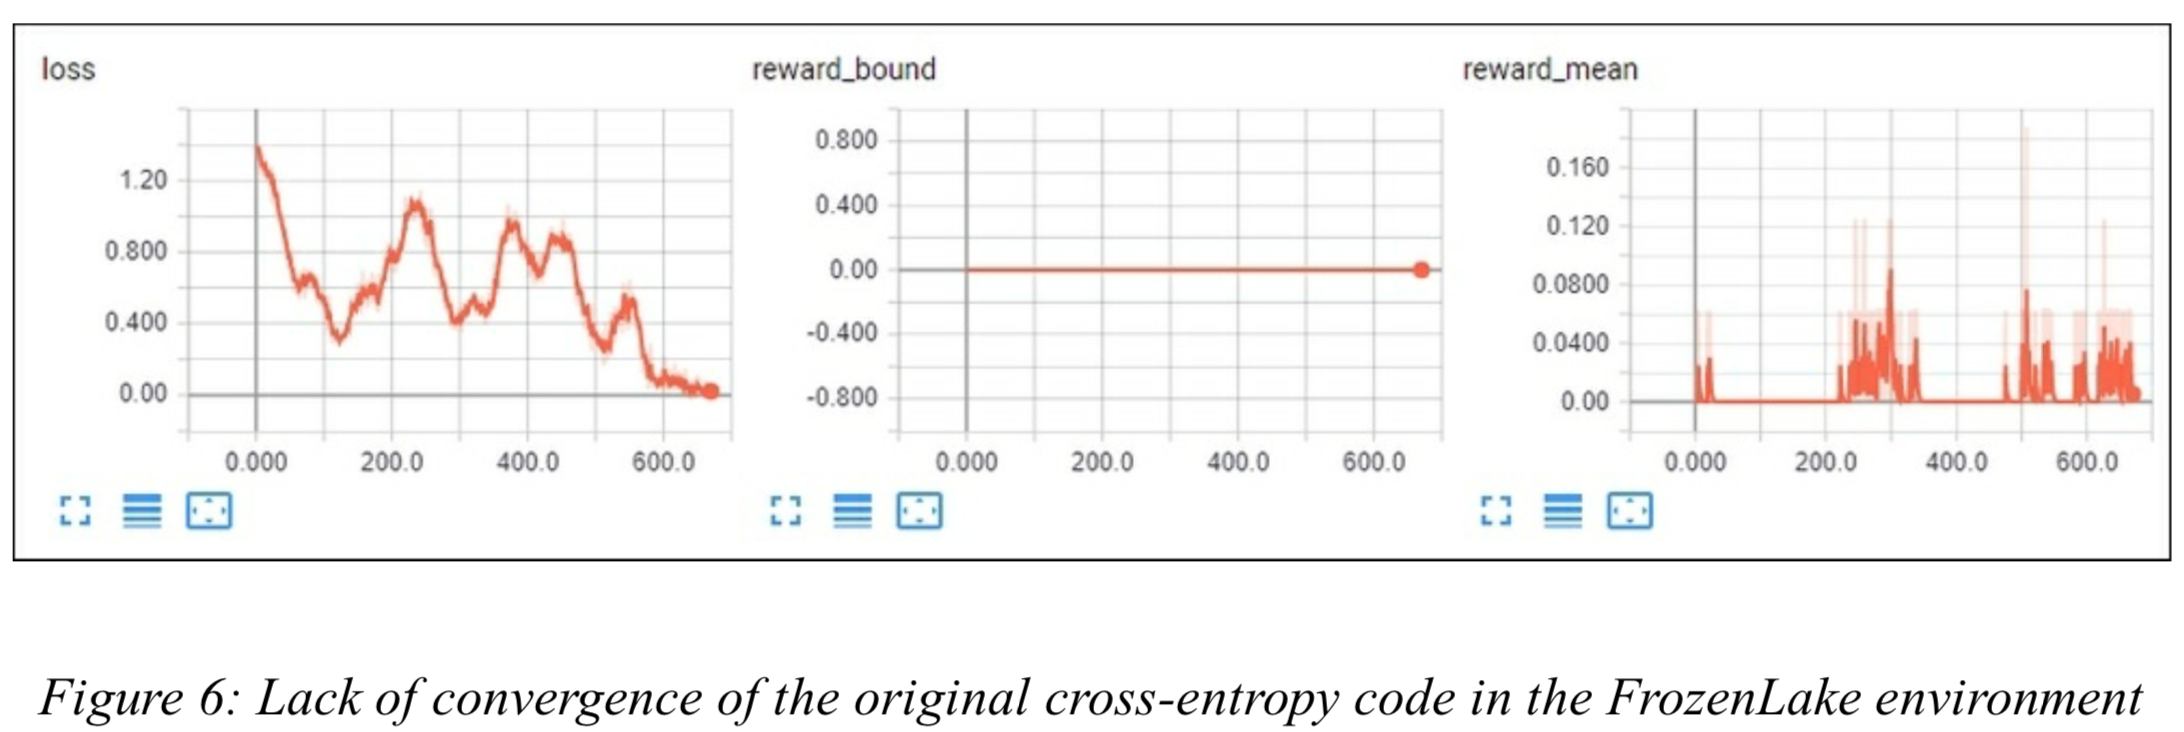 loss
1.20
0.800
0.400
0.00
0.000 200.0 400.0 600.0
reward_bound
0.800
0.400
0.00
-0.400
-0.800
0.000 200.0 400.0 600.0
reward_mean
0.160
0.120
0.0800
0.0400
0.00
0.000 200.0 400.0 600.0
Figure 6: Lack of convergence of the original cross-entropy code in the FrozenLake environment